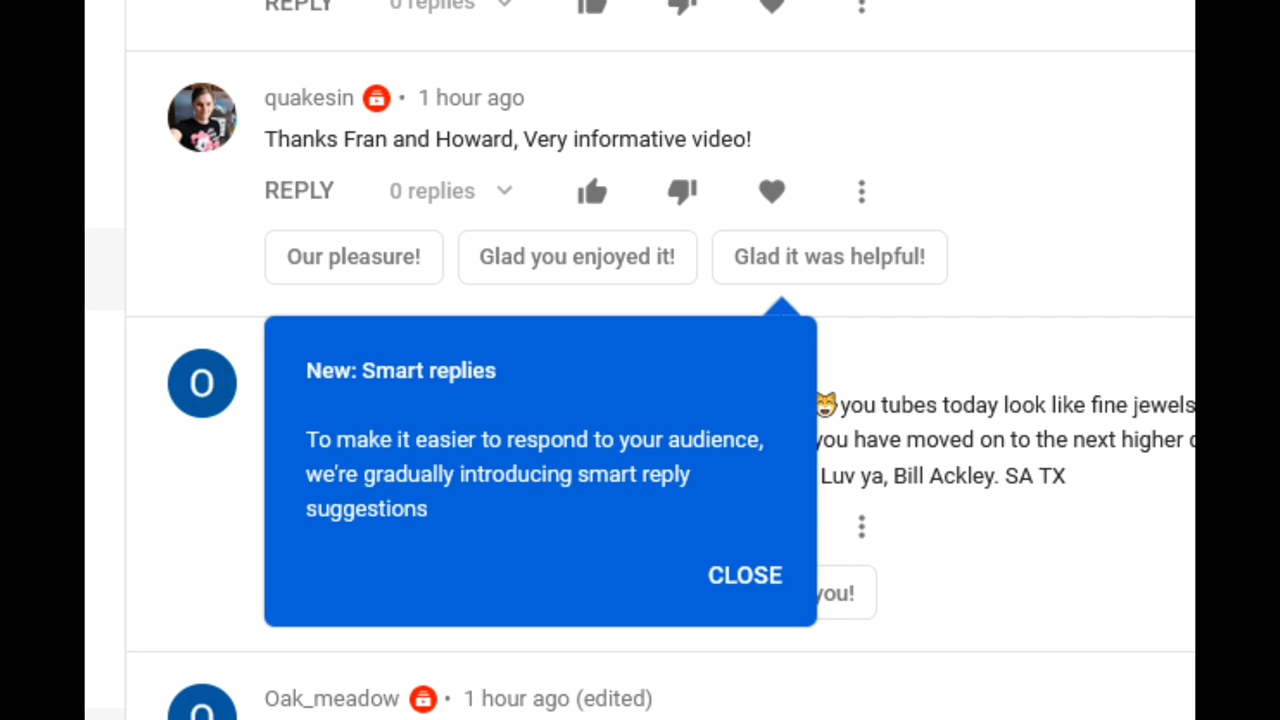 REPLY 0 replies
quakesin • 1 hour ago
Thanks Fran and Howard, Very informative video!
REPLY 0 replies
Our pleasure! Glad you enjoyed it! Glad it was helpful!
New: Smart replies
To make it easier to respond to your audience,
we're gradually introducing smart reply
suggestions
CLOSE
O
you tubes today look like fine jewels
you have moved on to the next higher
Luv ya, Bill Ackley. SA TX
you!
Oak_meadow • 1 hour ago (edited)